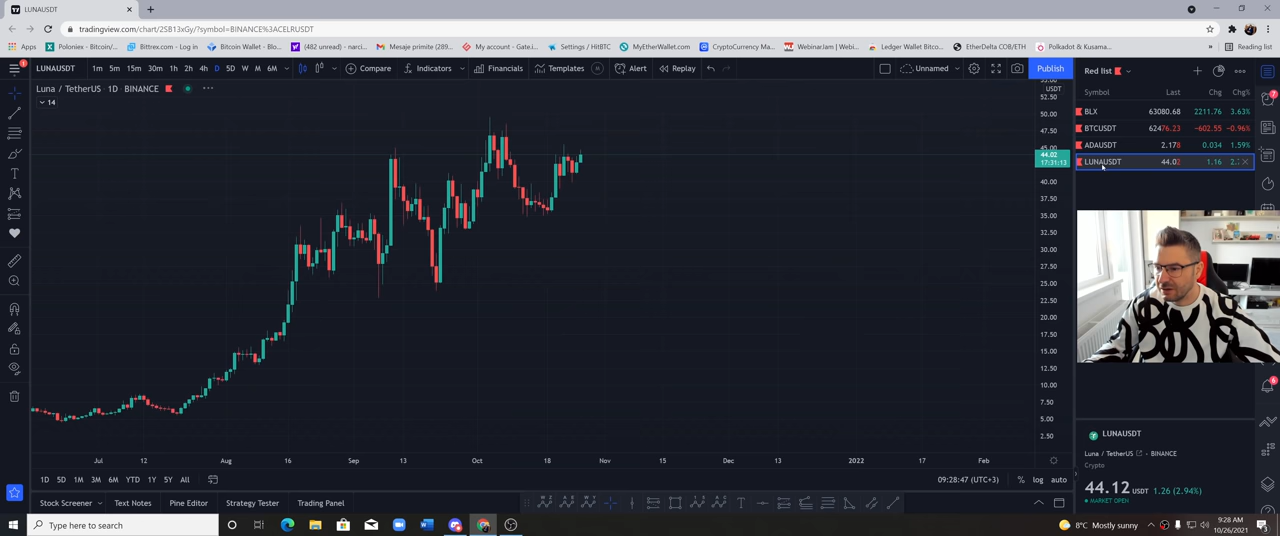 LUNAUSDT
tradingview.com/chart/2SB13xGy/?symbol=BINANCE%3ACELRUSDT
Apps Poloniex - Bitcoin/... Bittrex.com - Log in Bitcoin Wallet - Blo... (482 unread) - narci... Mesaje primite (289... My account - Gate.i... Settings / HitBTC MyEtherWallet.com CryptoCurrency Ma... WebinarJam | Webi... Ledger Wallet Bitco... EtherDelta COB/ETH Polkadot & Kusama... » Reading list
LUNAUSDT 1m 5m 15m 30m 1h 2h 4h D 5D W M 6M Compare Indicators Financials Templates Alert Replay Unnamed Publish
Red list
Luna / TetherUS 1D BINANCE
14
USDT
52.50
50.00
47.50
45.00
44.02
17:31:13
40.00
37.50
35.00
32.50
30.00
27.50
25.00
22.50
20.00
17.50
15.00
12.50
10.00
7.50
5.00
2.50
Symbol Last Chg Chg%
BLX 63080.68 2211.76 3.63%
BTCUSDT 62476.23 −602.55 −0.96%
ADAUSDT 2.178 0.034 1.59%
LUNAUSDT 44.02 1.16
Jul 12 Aug 16 Sep 13 Oct 18 Nov 15 Dec 13 2022 17 Feb
LUNAUSDT
Luna / TetherUS BINANCE
Crypto
44.12 USDT 1.26 (2.94%)
MARKET OPEN
1D 5D 1M 3M 6M YTD 1Y 5Y All
09:28:47 (UTC+3) % log auto
Stock Screener Text Notes Pine Editor Strategy Tester Trading Panel
Type here to search
8°C Mostly sunny
9:28 AM
10/26/2021